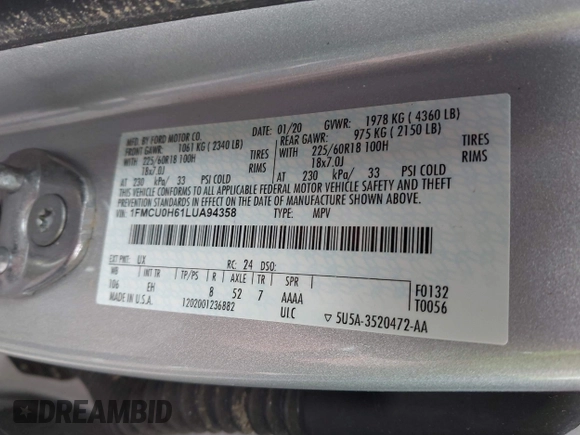 MFD. BY FORD MOTOR CO. DATE: 01/20 GVWR: 1978 KG ( 4360 LB)
FRONT GAWR: 1061 KG ( 2340 LB) REAR GAWR: 975 KG ( 2150 LB)
WITH 225/60R18 100H TIRES WITH 225/60R18 100H TIRES
18x7.0J RIMS 18x7.0J RIMS
AT 230 kPa/ 33 PSI COLD AT 230 kPa/ 33 PSI COLD
THIS VEHICLE CONFORMS TO ALL APPLICABLE FEDERAL MOTOR VEHICLE SAFETY AND THEFT
PREVENTION STANDARDS IN EFFECT ON THE DATE OF MANUFACTURE SHOWN ABOVE.
VIN: 1FMCU0H61LUA94358 TYPE: MPV
EXT PNT: UX RC: 24 DSO:
WB INT TR TP/PS R AXLE TR SPR
106 EH 8 52 7 AAAA F0132
MADE IN U.S.A. 1202001236882 ULC T0056
▽ 5U5A-3520472-AA
DREAMBID